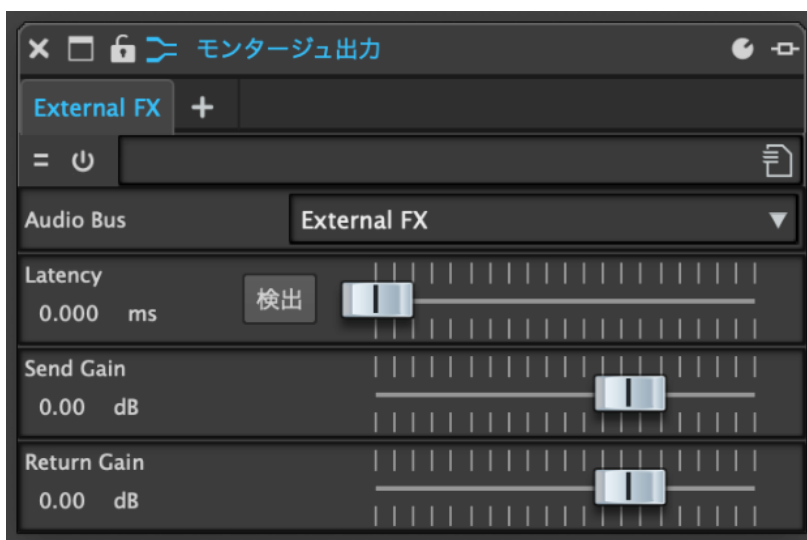 モンタージュ出力
External FX +
Audio Bus External FX
Latency
0.000 ms 検出
Send Gain
0.00 dB
Return Gain
0.00 dB